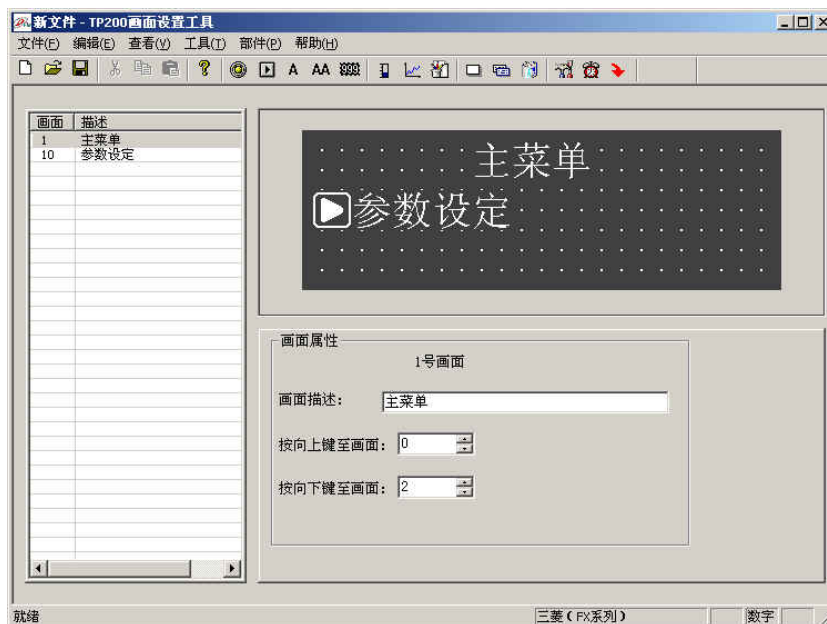 新文件 - TP200画面设置工具
文件(F) 编辑(E) 查看(V) 工具(T) 部件(P) 帮助(H)
A AA
画面 描述
1 主菜单
10 参数设定
主菜单
参数设定
画面属性
1号画面
画面描述： 主菜单
按向上键至画面： 0
按向下键至画面： 2
就绪 三菱(FX系列) 数字